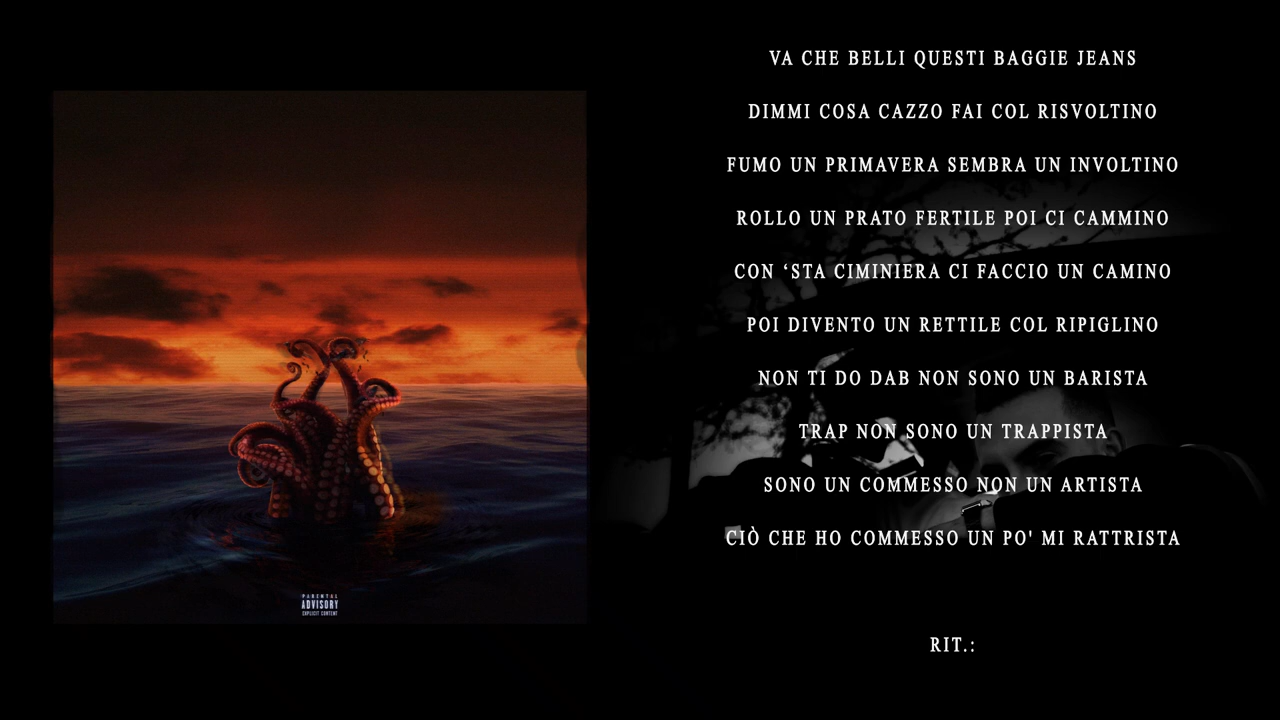 VA CHE BELLI QUESTI BAGGIE JEANS
DIMMI COSA CAZZO FAI COL RISVOLTINO
FUMO UN PRIMAVERA SEMBRA UN INVOLTINO
ROLLO UN PRATO FERTILE POI CI CAMMINO
CON ‘STA CIMINIERA CI FACCIO UN CAMINO
POI DIVENTO UN RETTILE COL RIPIGLINO
NON TI DO DAB NON SONO UN BARISTA
TRAP NON SONO UN TRAPPISTA
SONO UN COMMESSO NON UN ARTISTA
CIÒ CHE HO COMMESSO UN PO' MI RATTRISTA
RIT.:
PARENTAL
ADVISORY
EXPLICIT CONTENT